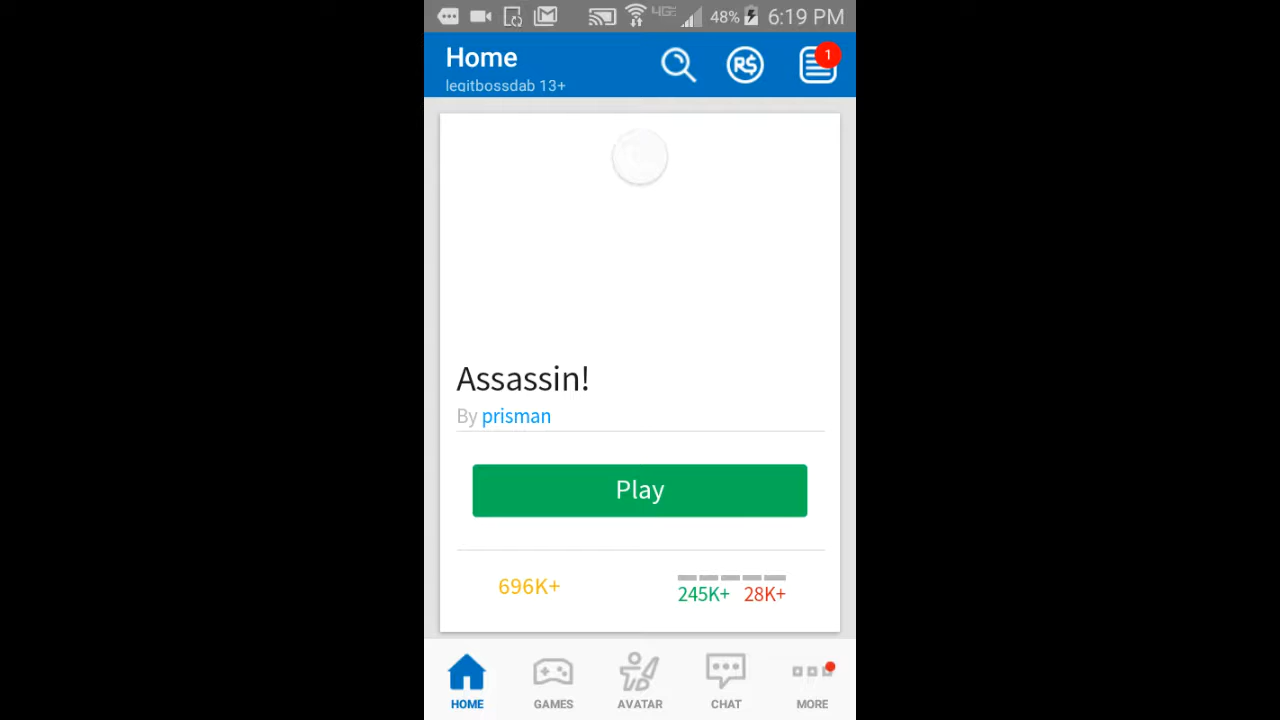 4G 48% 6:19 PM
Home
R$
1
legitbossdab 13+
Assassin!
By prisman
Play
696K+
245K+ 28K+
HOME GAMES AVATAR CHAT MORE